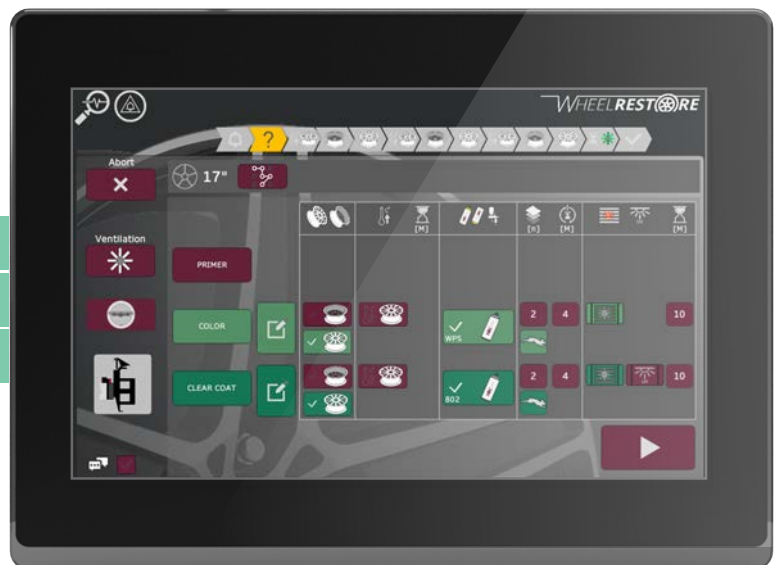 WHEELRESTORE
?
Abort
17"
[M]
[n]
[M]
[M]
Ventilation
PRIMER
COLOR
WPS
2
4
10
CLEAR COAT
802
2
4
10